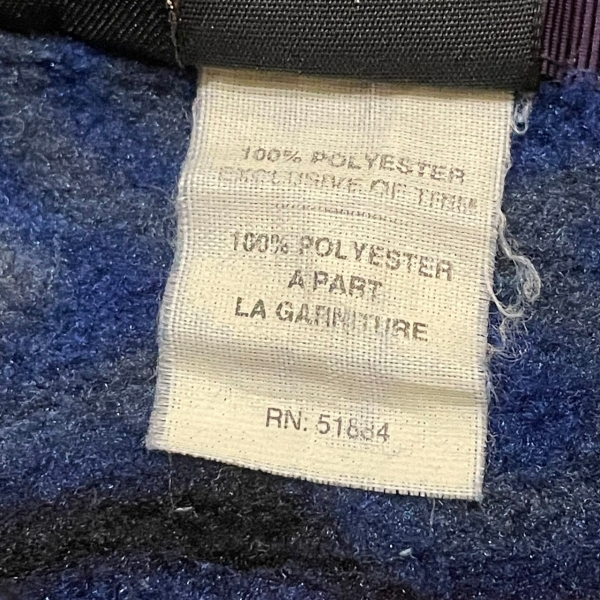 100% POLYESTER
EXCLUSIVE OF TRIM
100% POLYESTER
A PART
LA GARNITURE
RN: 51884